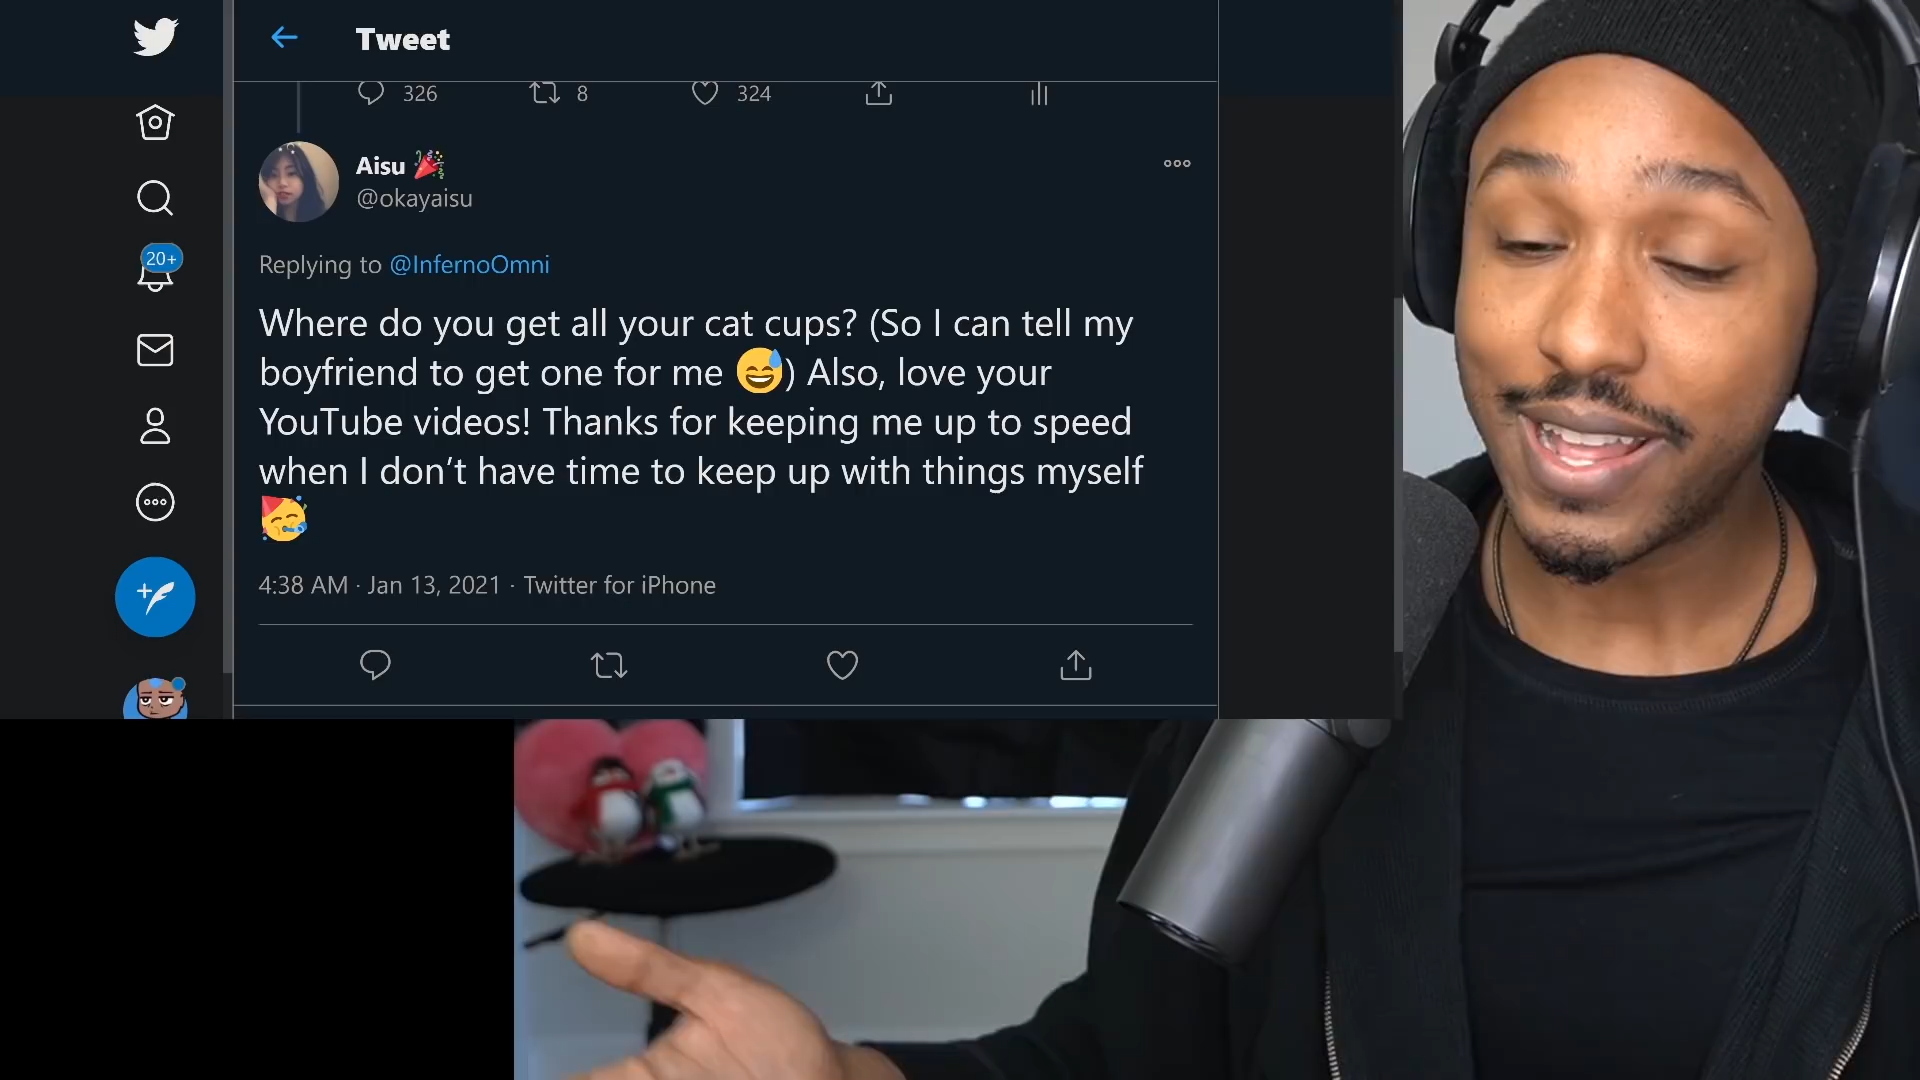 Tweet
326 8 324
Aisu
@okayaisu
20+
Replying to @InfernoOmni
Where do you get all your cat cups? (So I can tell my
boyfriend to get one for me 😅) Also, love your
YouTube videos! Thanks for keeping me up to speed
when I don’t have time to keep up with things myself
🥳
4:38 AM · Jan 13, 2021 · Twitter for iPhone